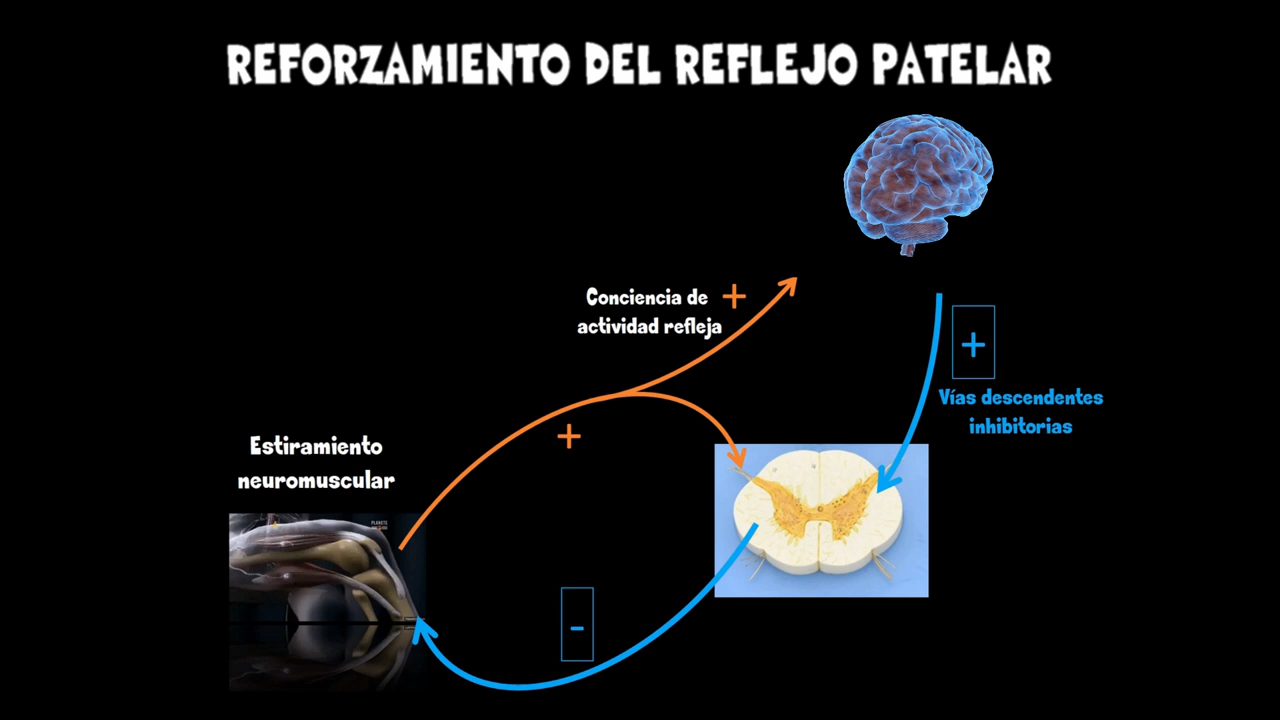 REFORZAMIENTO DEL REFLEJO PATELAR
Conciencia de +
actividad refleja
+
Vías descendentes
inhibitorias
+
Estiramiento
neuromuscular
-